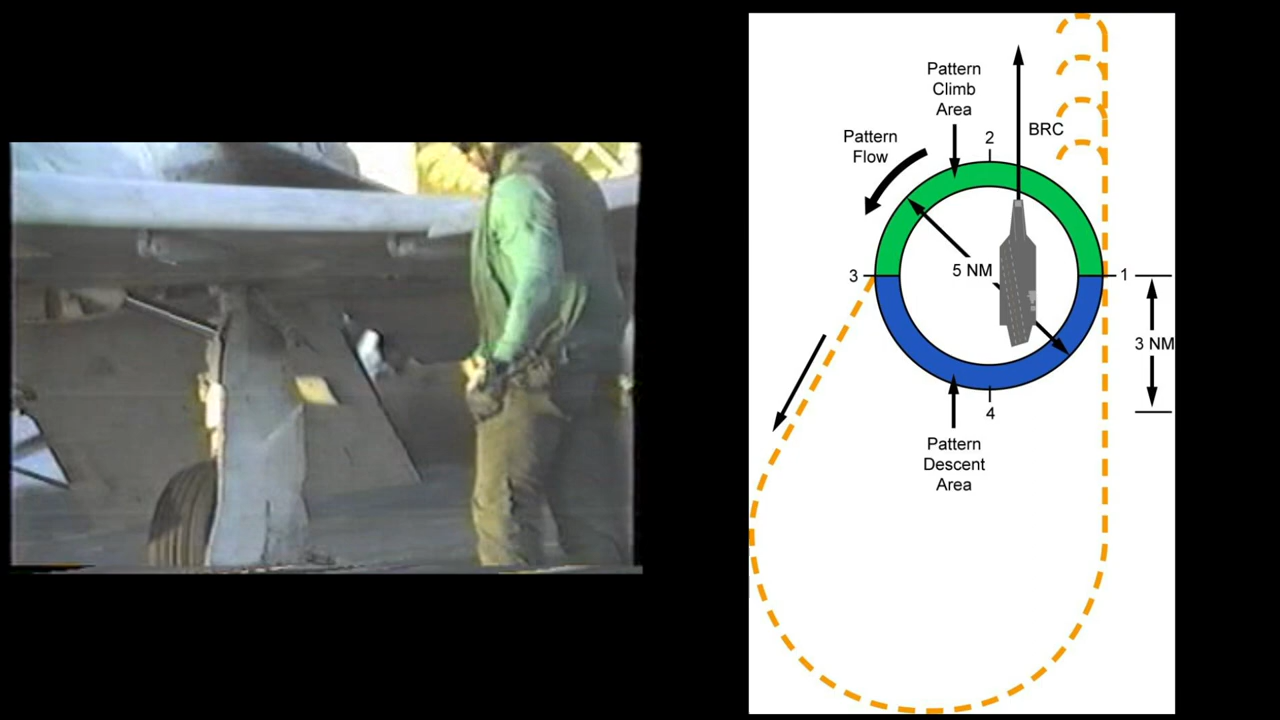 Pattern
Climb
Area
BRC
Pattern
Flow
2
5 NM
3
1
3 NM
4
Pattern
Descent
Area